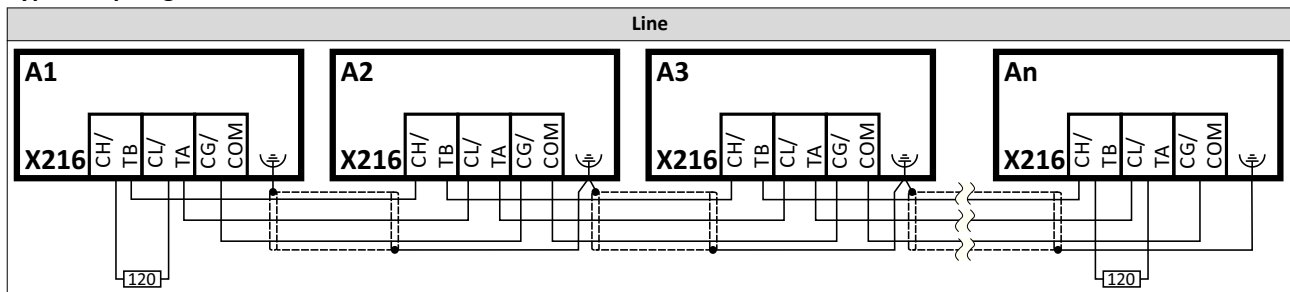 Line
A1
A2
A3
An
X216
CH/
TB
CL/
TA
CG/
COM
X216
CH/
TB
CL/
TA
CG/
COM
X216
CH/
TB
CL/
TA
CG/
COM
X216
CH/
TB
CL/
TA
CG/
COM
120
120